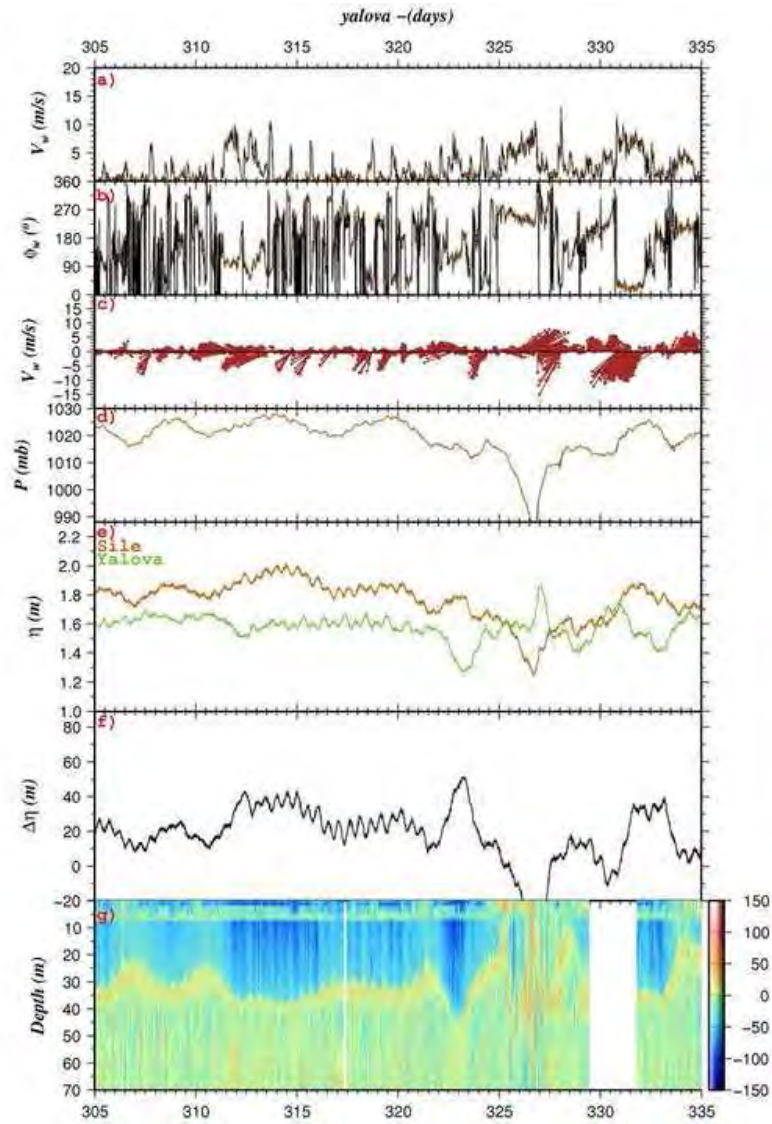 yalova –(days)
305 310 315 320 325 330 335
a)
V_w (m/s)
20
15
10
5
b)
ϕ_w (°)
360
270
180
90
0
c)
V_w (m/s)
15
10
5
0
−5
−10
−15
d)
P (mb)
1030
1020
1010
1000
990
e)
Sile
Yalova
η (m)
2.2
2.0
1.8
1.6
1.4
1.2
1.0
f)
Δη (m)
80
60
40
20
0
−20
g)
Depth (m)
10
20
30
40
50
60
70
150
100
50
0
−50
−100
−150
305 310 315 320 325 330 335